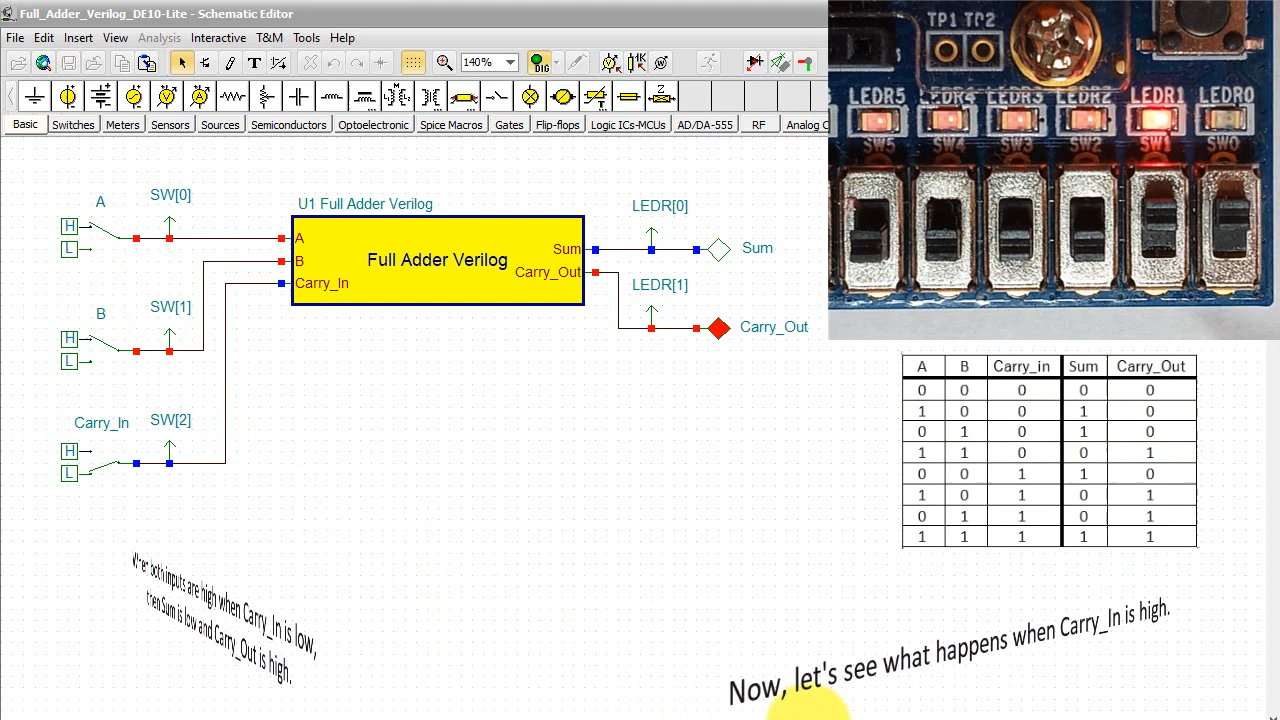 Full_Adder_Verilog_DE10-Lite - Schematic Editor
File Edit Insert View Analysis Interactive T&M Tools Help
T DIG 140%
Basic Switches Meters Sensors Sources Semiconductors Optoelectronic Spice Macros Gates Flip-flops Logic ICs-MCUs AD/DA-555 RF Analog C
TP1 TP2
LEDR5 LEDR4 LEDR3 LEDR2 LEDR1 LEDR0
SW5 SW4 SW3 SW2 SW1 SW0
A SW[0]
H
L
B SW[1]
H
L
Carry_In SW[2]
H
L
U1 Full Adder Verilog
A
B
Carry_In
Full Adder Verilog
Sum
Carry_Out
LEDR[0]
Sum
LEDR[1]
Carry_Out
A B Carry_in Sum Carry_Out
0 0 0 0 0
1 0 0 1 0
0 1 0 1 0
1 1 0 0 1
0 0 1 1 0
1 0 1 0 1
0 1 1 0 1
1 1 1 1 1
When both inputs are high when Carry_In is low,
then Sum is low and Carry_Out is high.
Now, let's see what happens when Carry_In is high.